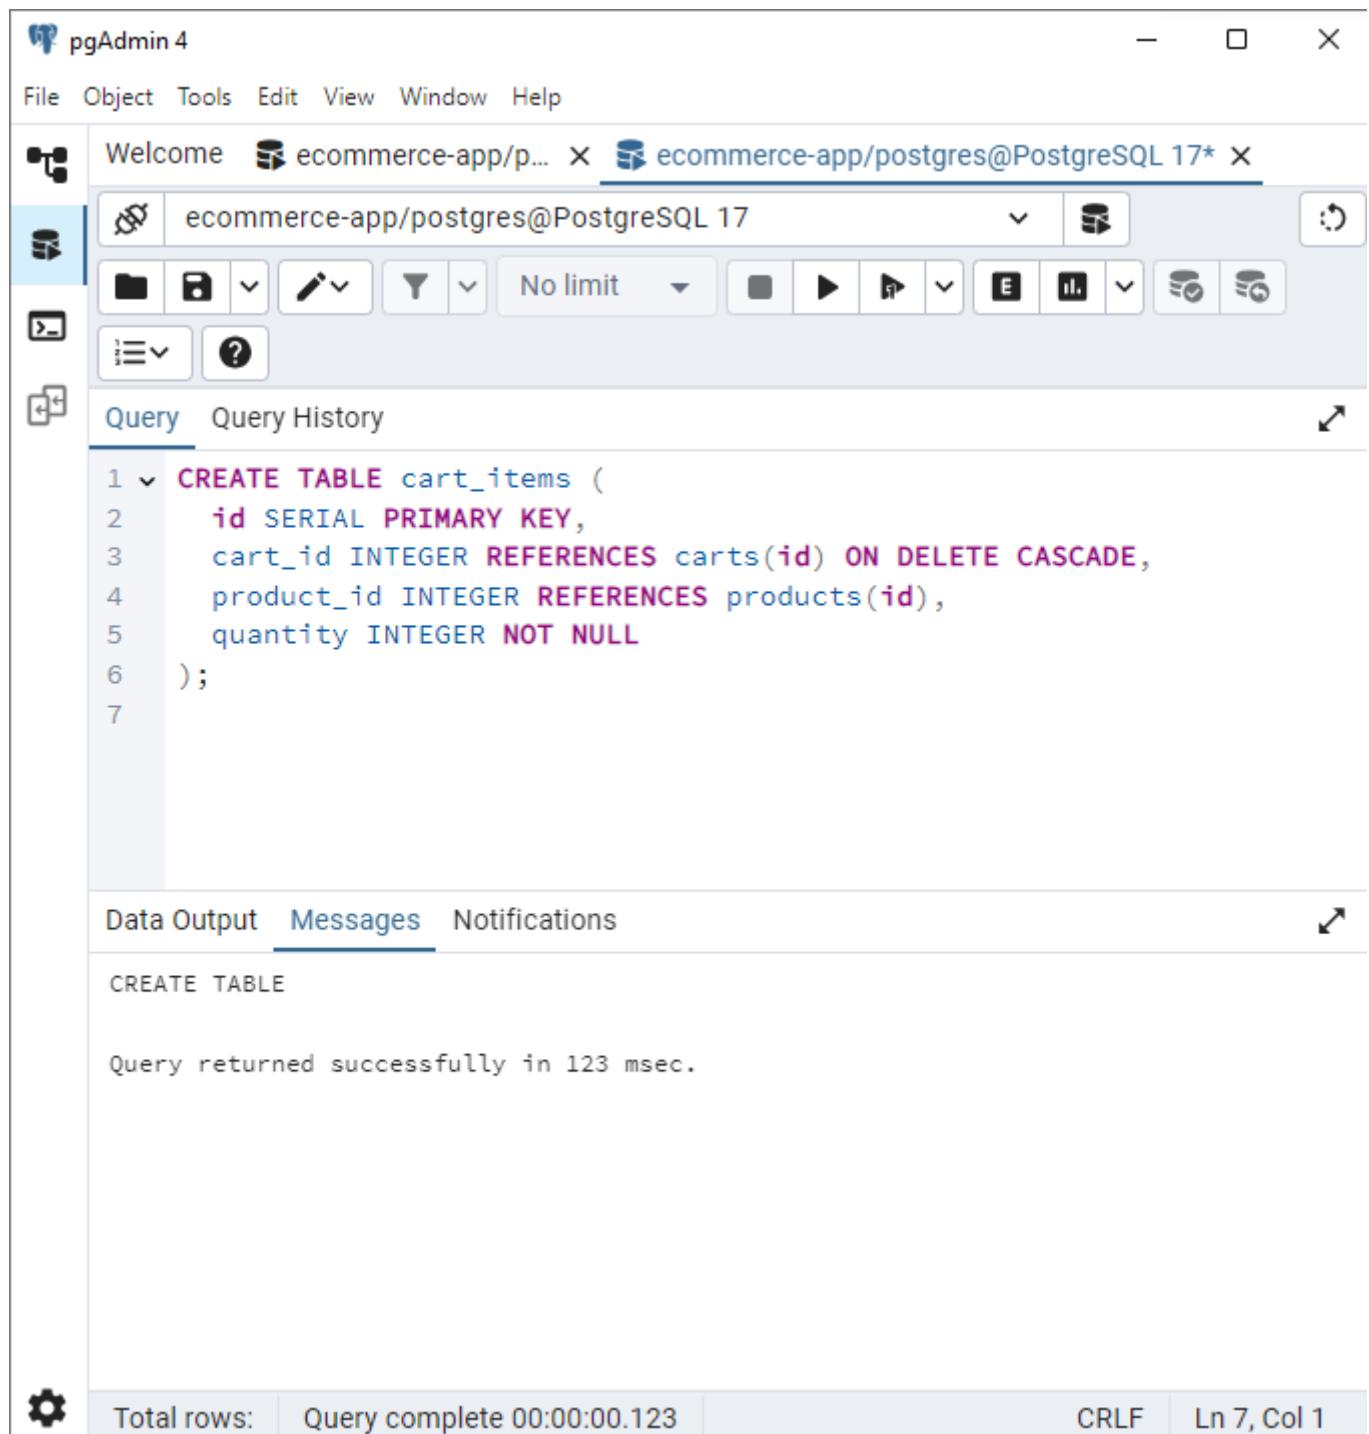 pgAdmin 4
File Object Tools Edit View Window Help
Welcome ecommerce-app/p... ecommerce-app/postgres@PostgreSQL 17*
ecommerce-app/postgres@PostgreSQL 17
No limit
E
Query Query History
1 CREATE TABLE cart_items (
2 id SERIAL PRIMARY KEY,
3 cart_id INTEGER REFERENCES carts(id) ON DELETE CASCADE,
4 product_id INTEGER REFERENCES products(id),
5 quantity INTEGER NOT NULL
6 );
7
Data Output Messages Notifications
CREATE TABLE
Query returned successfully in 123 msec.
Total rows: Query complete 00:00:00.123 CRLF Ln 7, Col 1